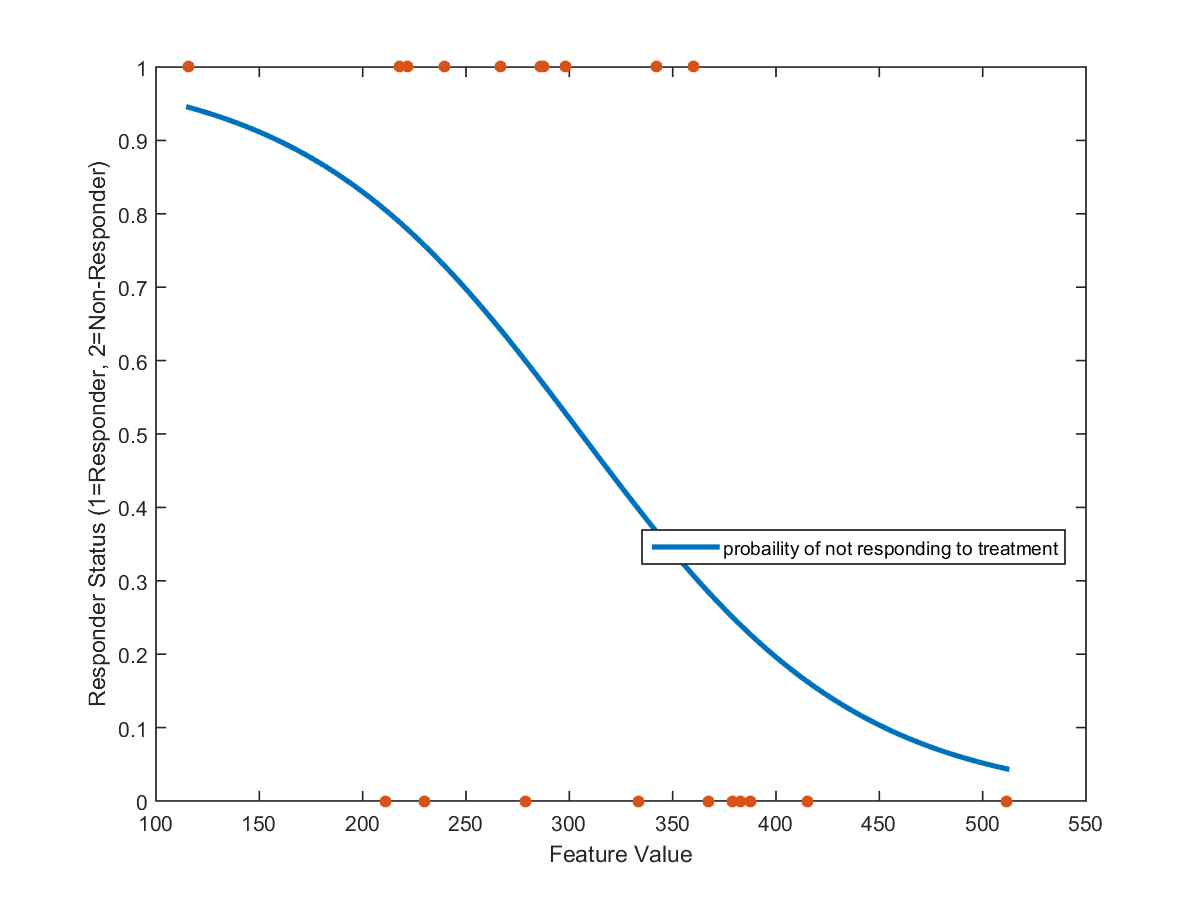 1
0.9
0.8
0.7
0.6
0.5
0.4
0.3
0.2
0.1
0
Responder Status (1=Responder, 2=Non-Responder)
probaility of not responding to treatment
100 150 200 250 300 350 400 450 500 550
Feature Value